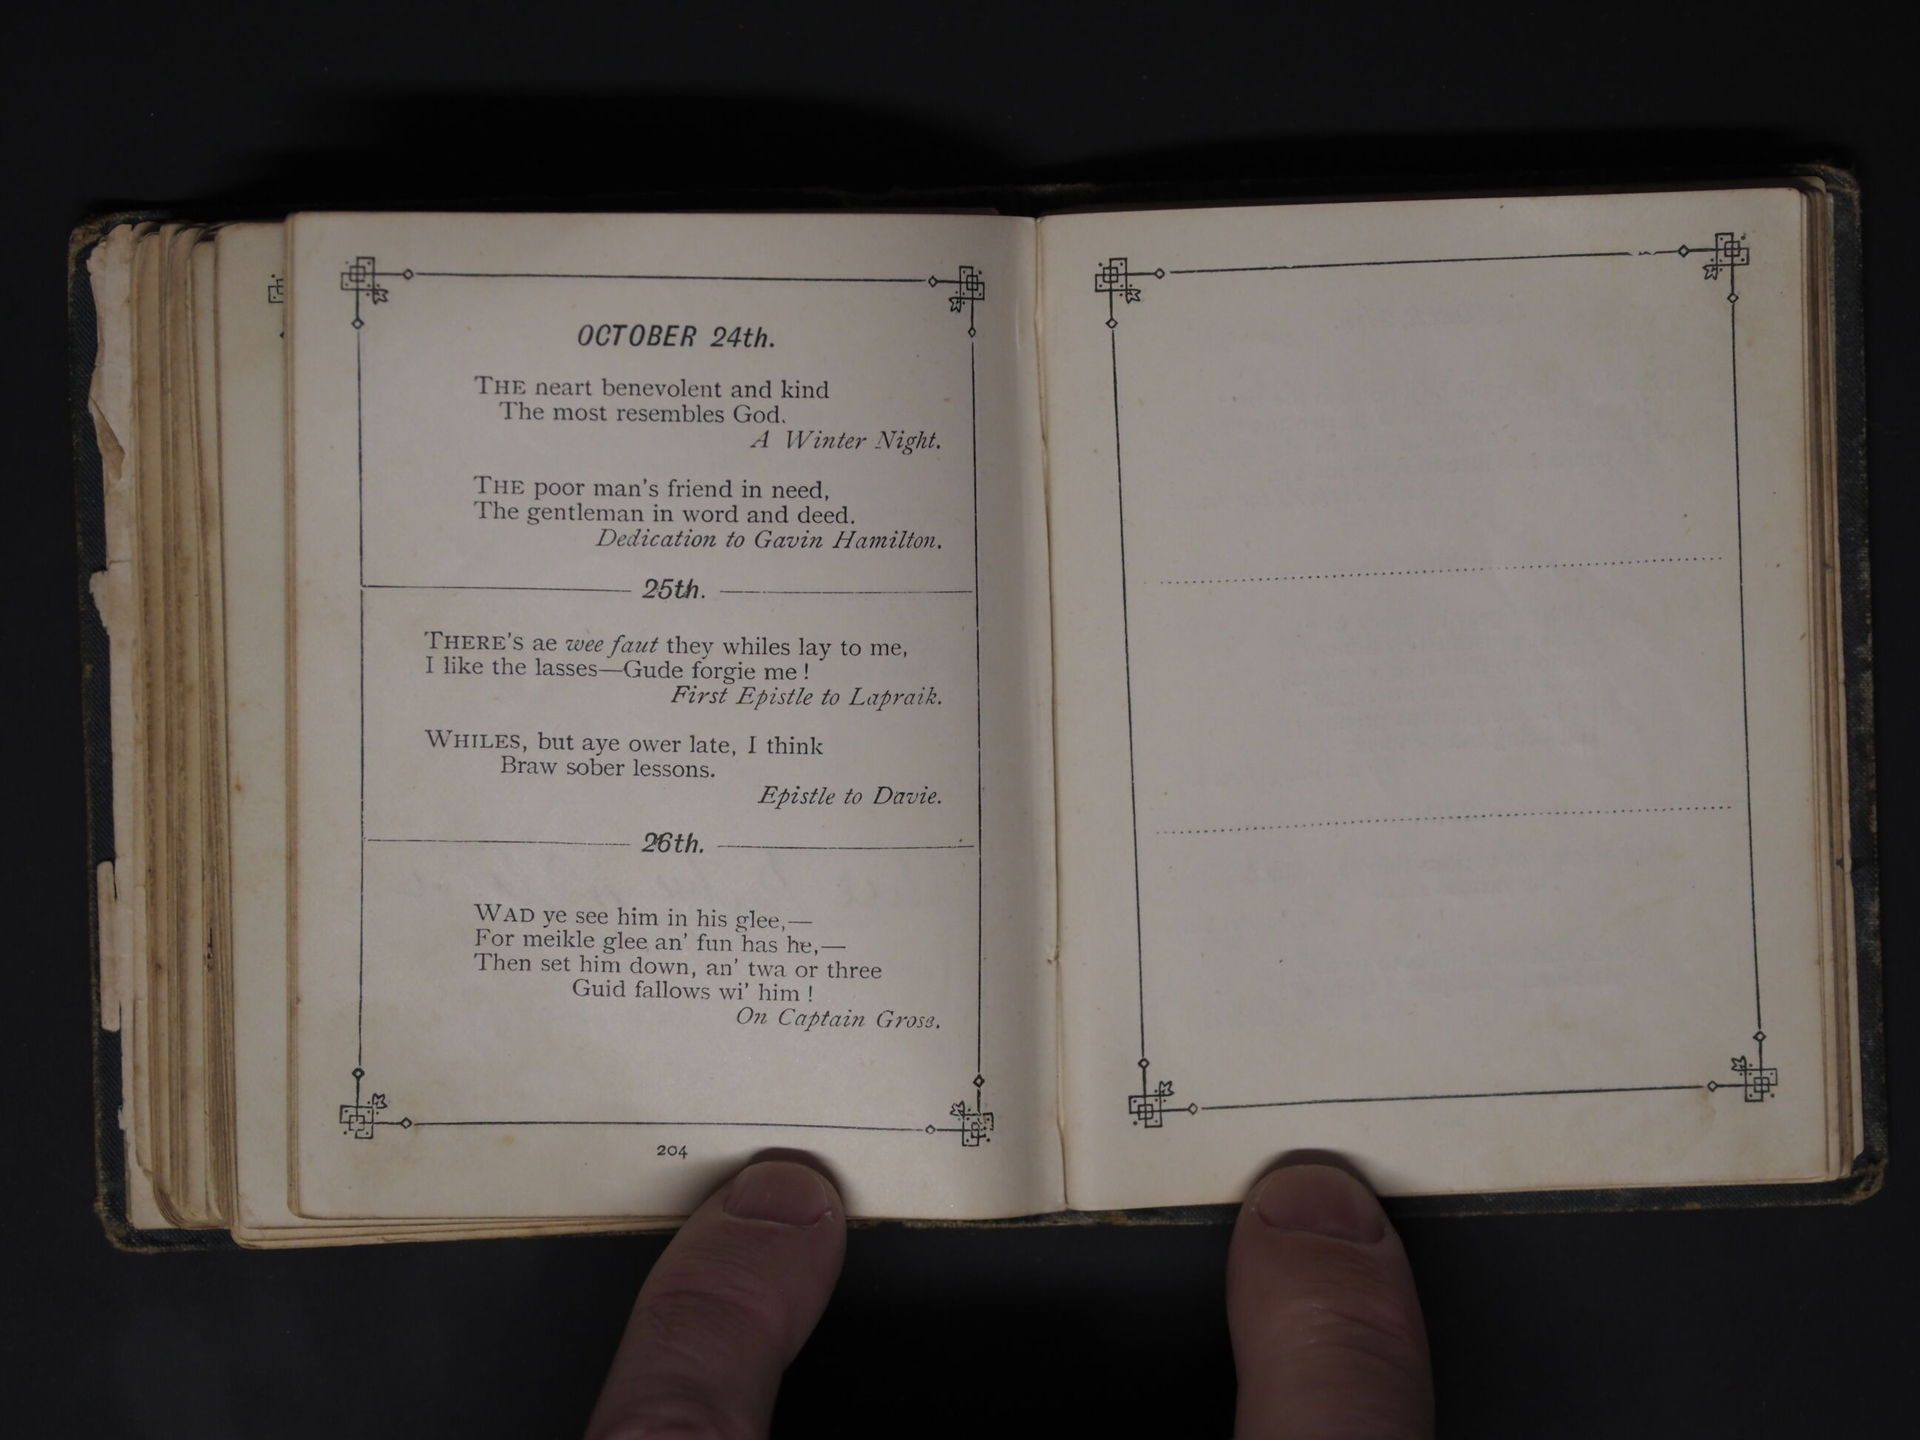 OCTOBER 24th.
THE neart benevolent and kind
The most resembles God.
A Winter Night.
THE poor man's friend in need,
The gentleman in word and deed.
Dedication to Gavin Hamilton.
25th.
THERE'S ae wee faut they whiles lay to me,
I like the lasses—Gude forgie me!
First Epistle to Lapraik.
WHILES, but aye ower late, I think
Braw sober lessons.
Epistle to Davie.
26th.
WAD ye see him in his glee,—
For meikle glee an' fun has he,—
Then set him down, an' twa or three
Guid fallows wi' him!
On Captain Grose.
204